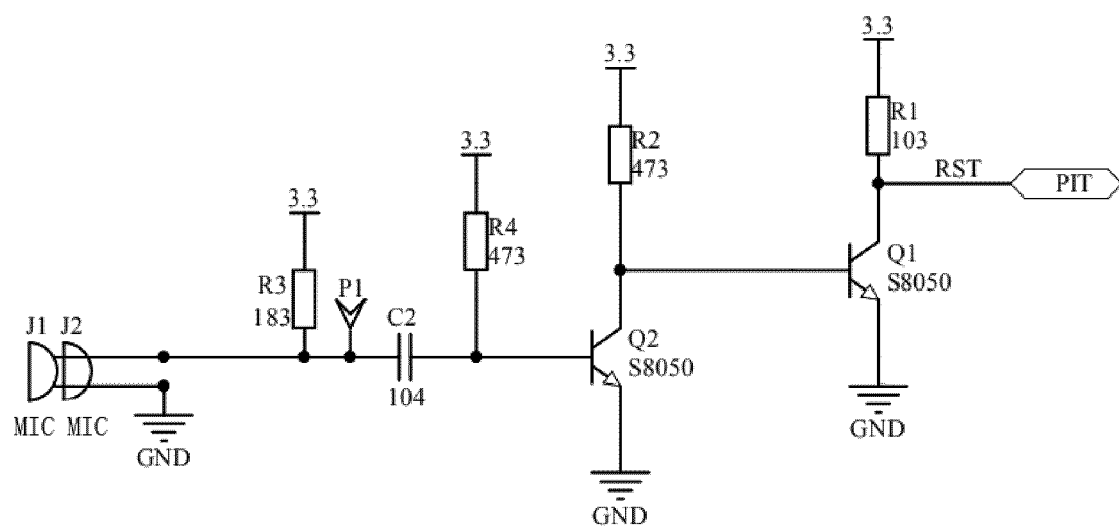 3.3
R1
103
RST
PIT
Q1
S8050
GND
3.3
R2
473
Q2
S8050
GND
3.3
R4
473
3.3
R3
183
P1
C2
104
J1 J2
MIC MIC
GND